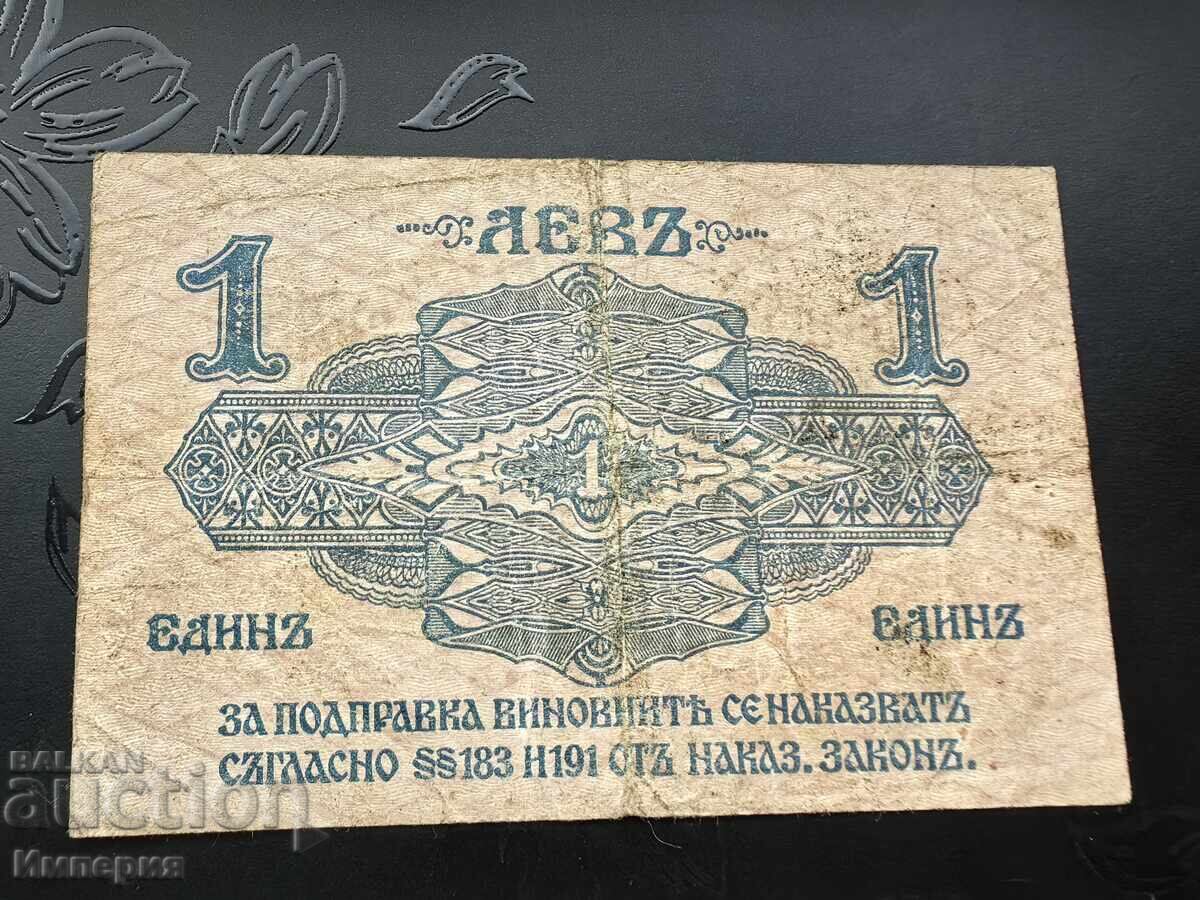 ЛЕВЪ
1 1
1
ЕДИНЪ ЕДИНЪ
ЗА ПОДПРАВКА ВИНОВНИТѢ СЕ НАКАЗВАТЪ
СЪГЛАСНО §§183 И 191 ОТЪ НАКАЗ. ЗАКОНЪ.
BALKAN
auction
Империя